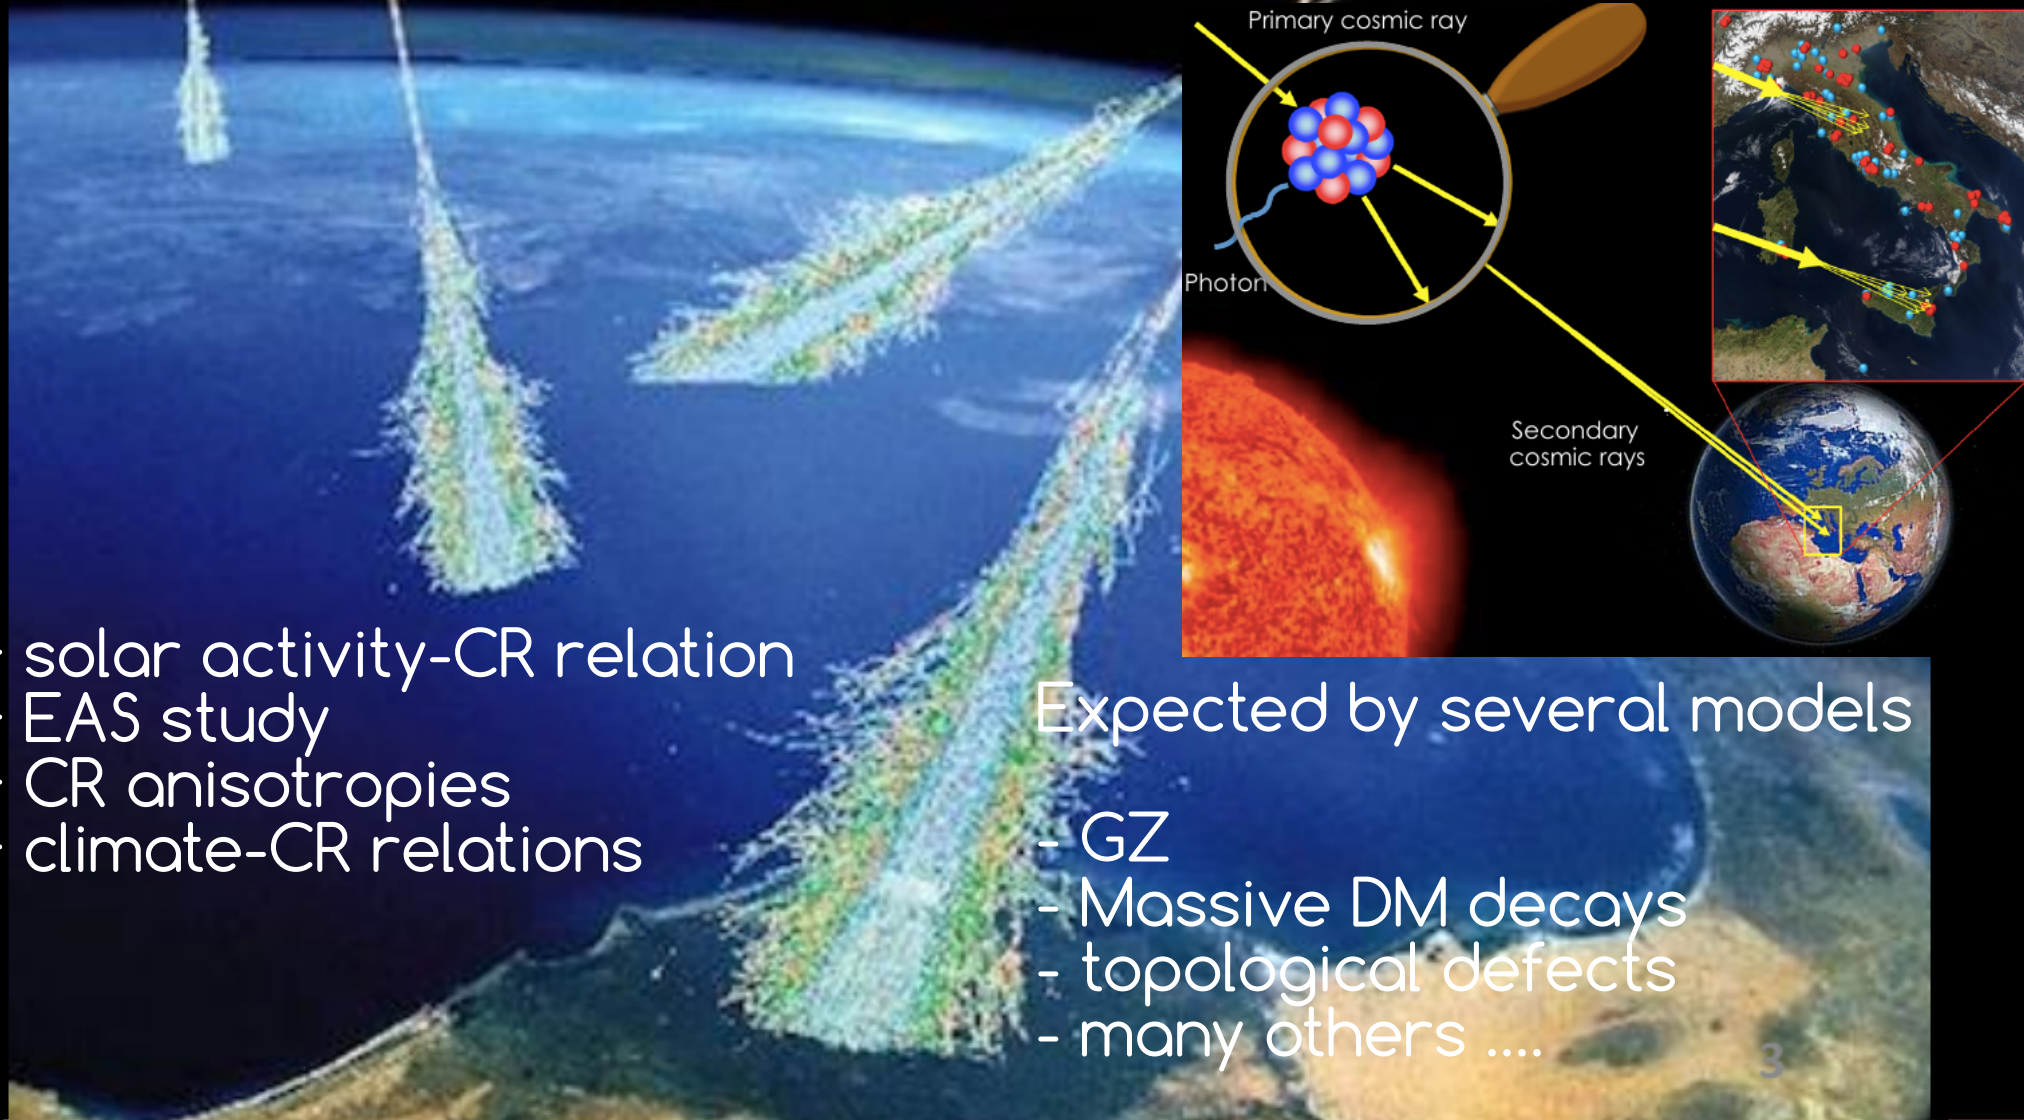 Primary cosmic ray
Photon
Secondary
cosmic rays
- solar activity-CR relation
- EAS study
- CR anisotropies
- climate-CR relations
Expected by several models
- GZ
- Massive DM decays
- topological defects
- many others ....
3